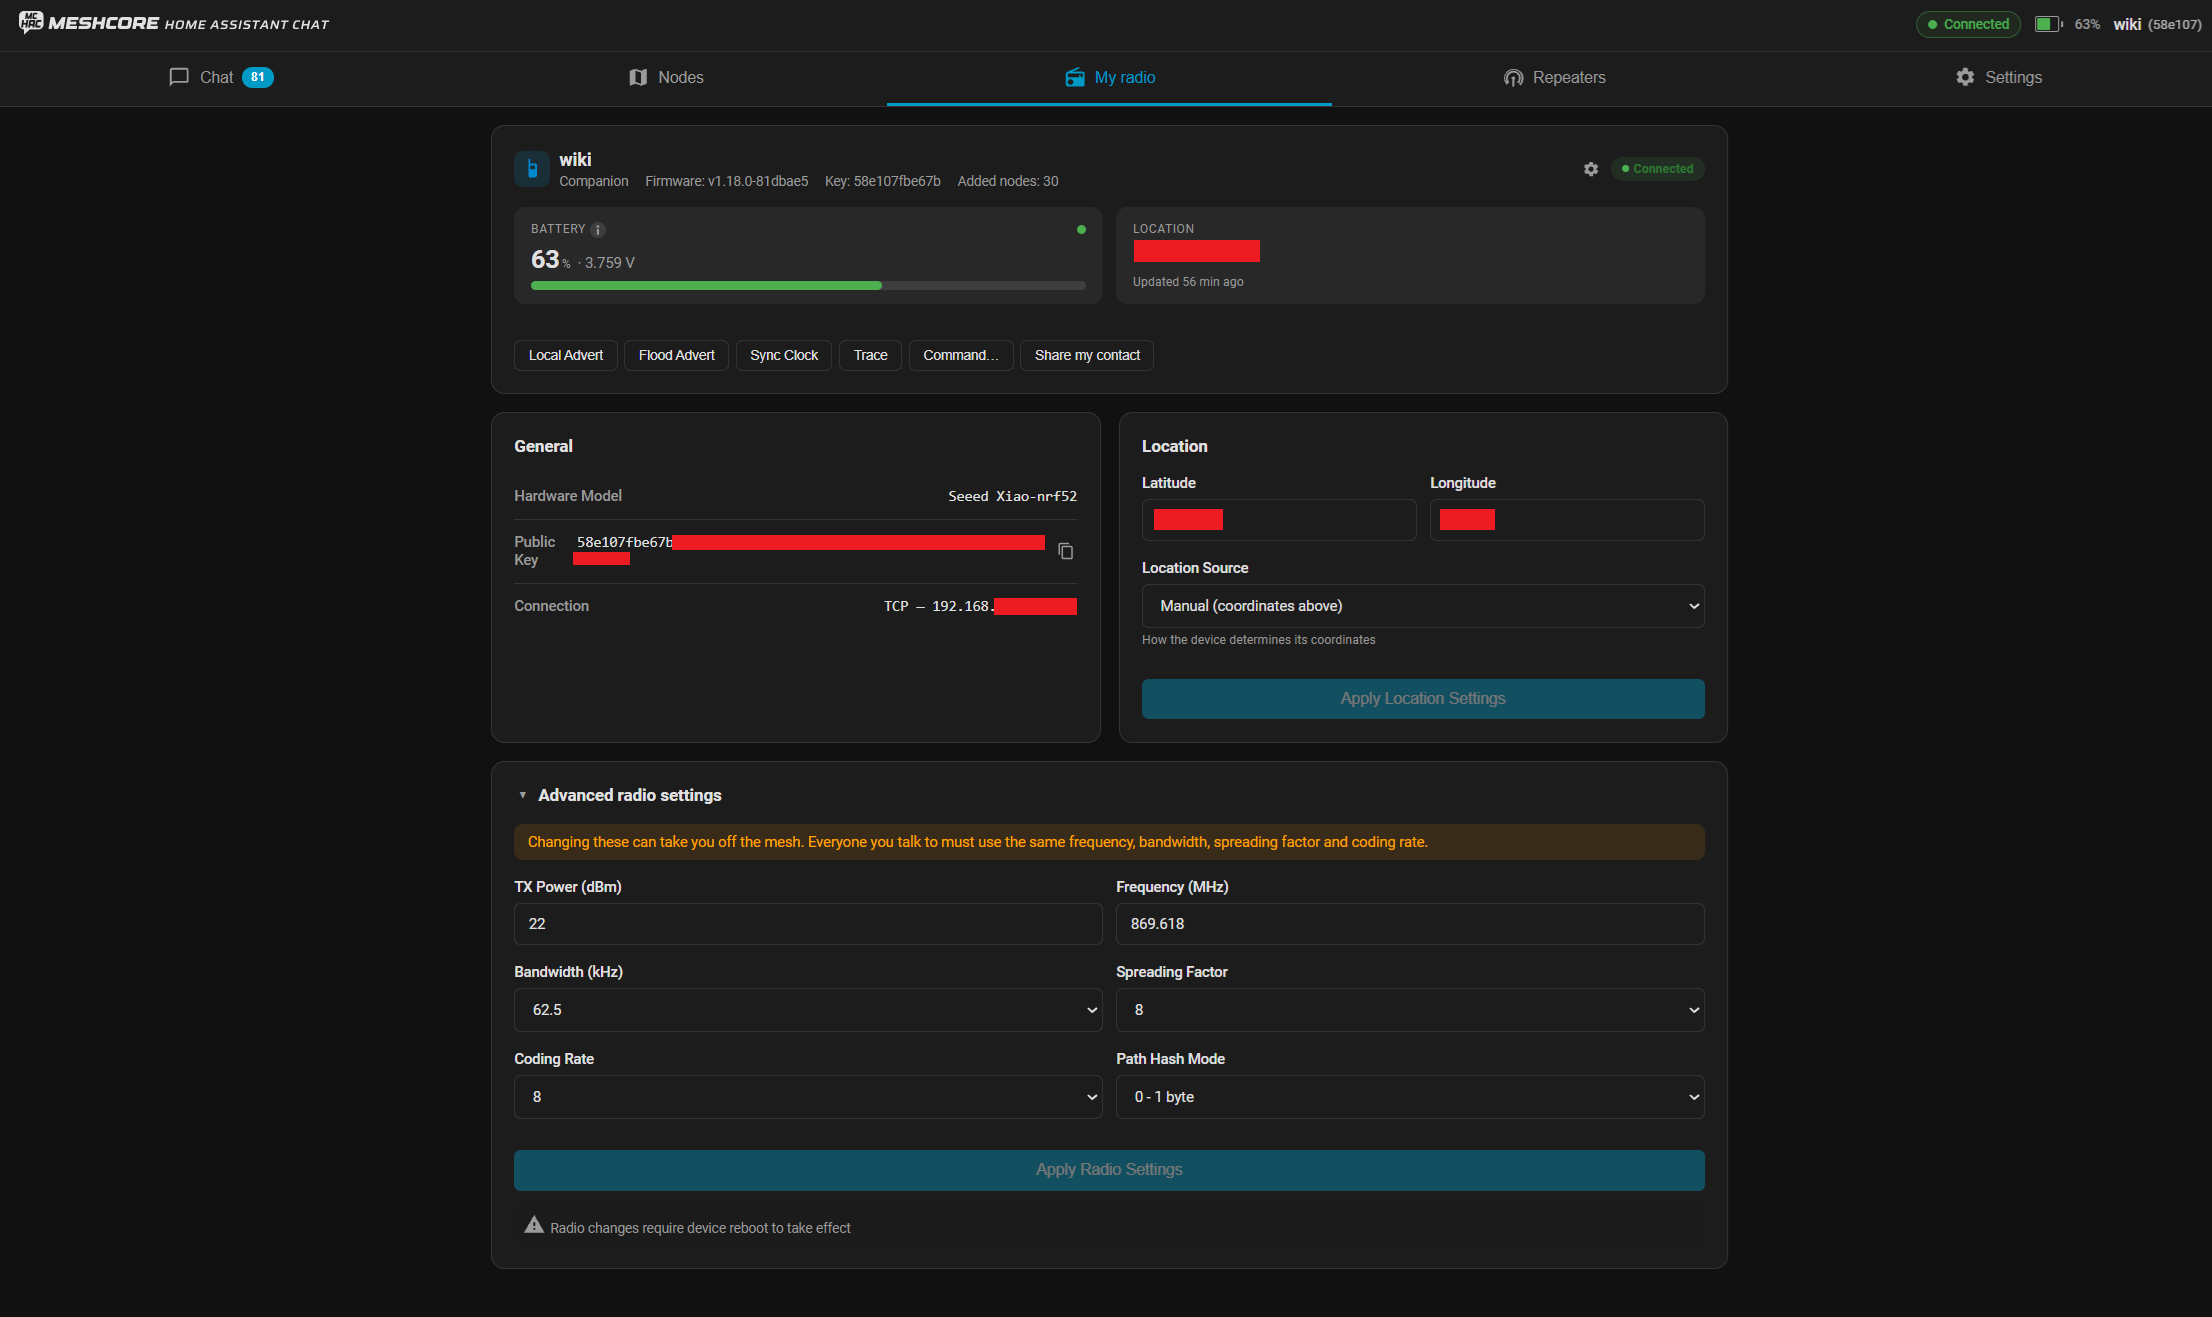 MC HAC MESHCORE HOME ASSISTANT CHAT
Connected 63% wiki (58e107)
Chat 81
Nodes
My radio
Repeaters
Settings
wiki
Companion Firmware: v1.18.0-81dbae5 Key: 58e107fbe67b Added nodes: 30
Connected
BATTERY i
63 % · 3.759 V
LOCATION
Updated 56 min ago
Local Advert
Flood Advert
Sync Clock
Trace
Command...
Share my contact
General
Hardware Model Seeed Xiao-nrf52
Public Key 58e107fbe67b
Connection TCP — 192.168.
Location
Latitude
Longitude
Location Source
Manual (coordinates above)
How the device determines its coordinates
Apply Location Settings
Advanced radio settings
Changing these can take you off the mesh. Everyone you talk to must use the same frequency, bandwidth, spreading factor and coding rate.
TX Power (dBm)
22
Frequency (MHz)
869.618
Bandwidth (kHz)
62.5
Spreading Factor
8
Coding Rate
8
Path Hash Mode
0 - 1 byte
Apply Radio Settings
Radio changes require device reboot to take effect